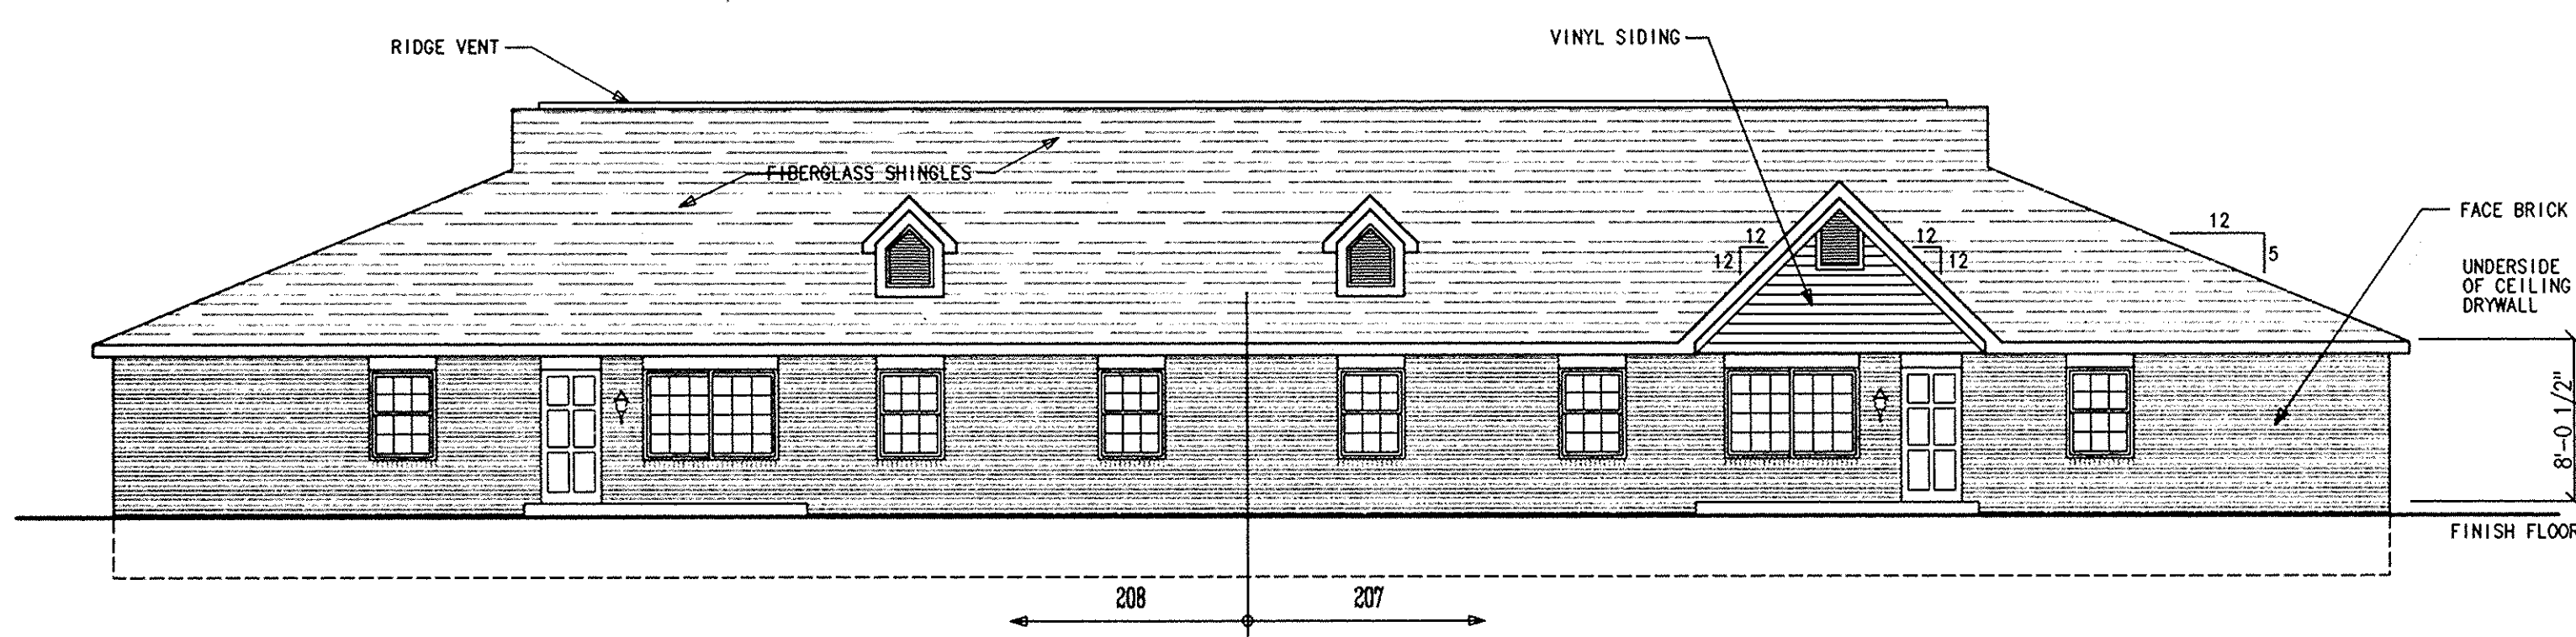 RIDGE VENT
VINYL SIDING
FIBERGLASS SHINGLES
FACE BRICK
12
12
12
12
12
5
UNDERSIDE
OF CEILING
DRYWALL
8'-0 1/2"
FINISH FLOOR
208
207